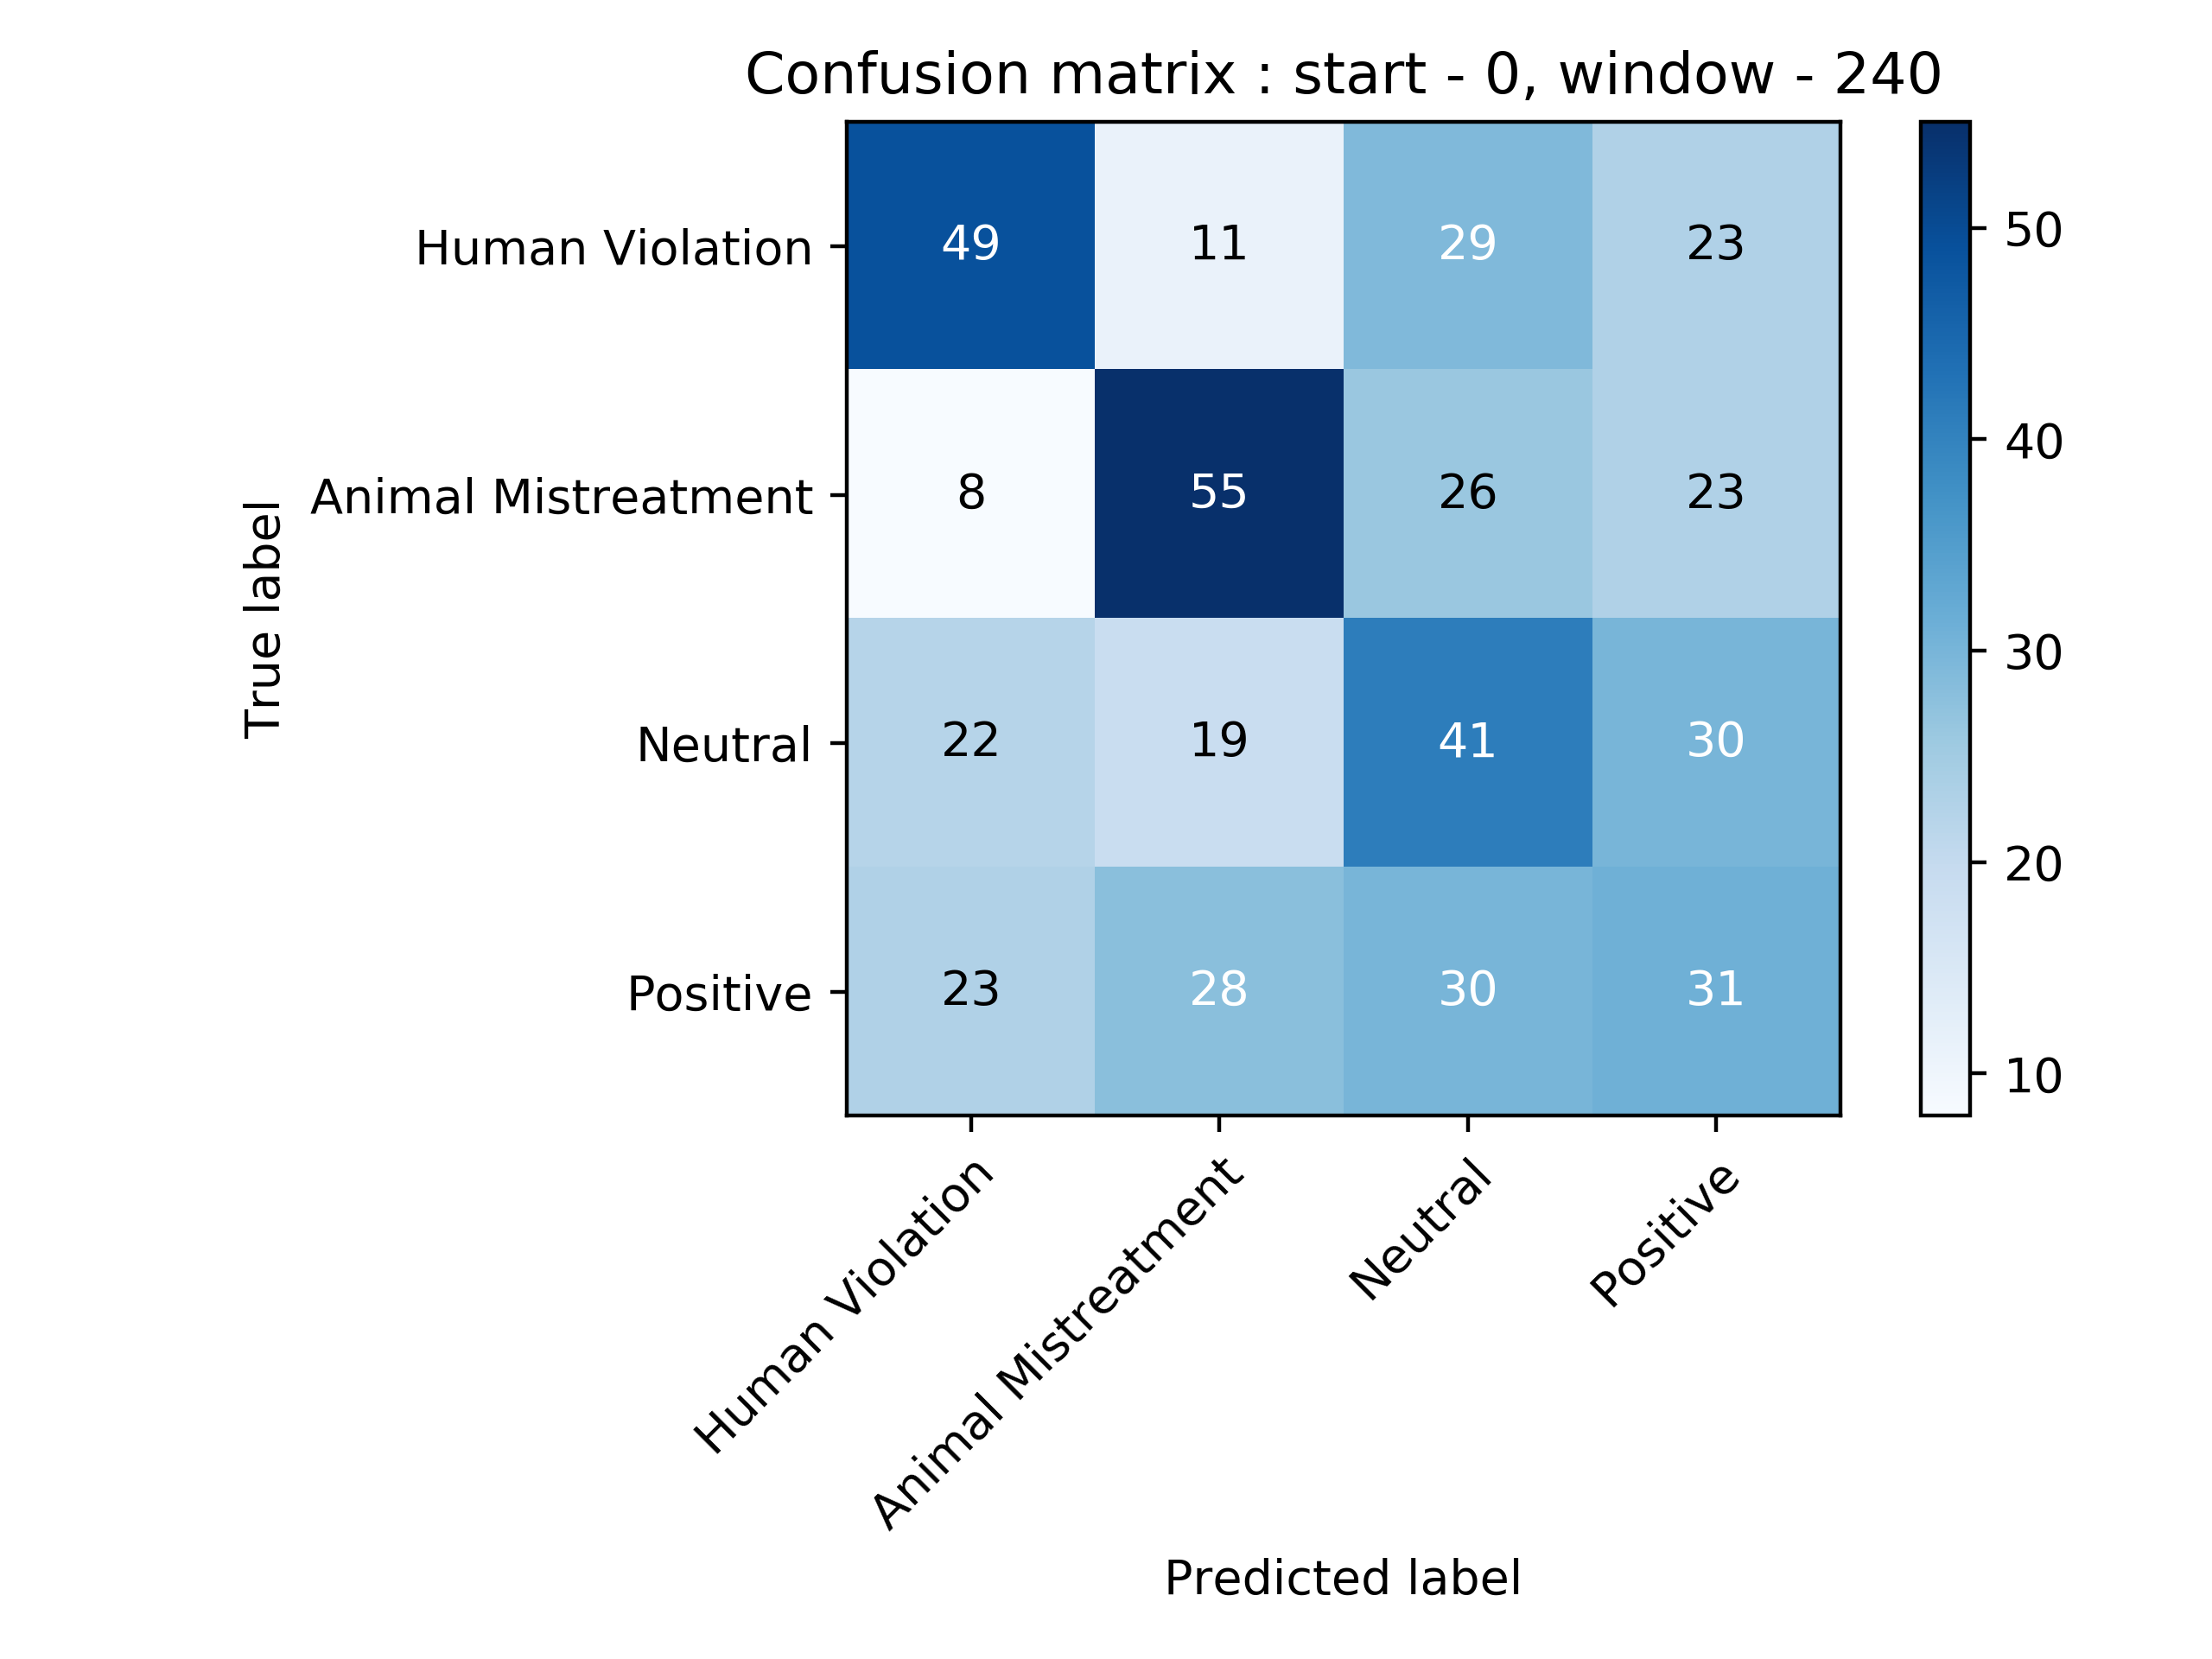 Confusion matrix : start - 0, window - 240
Human Violation 49 11 29 23
Animal Mistreatment 8 55 26 23
Neutral 22 19 41 30
Positive 23 28 30 31
True label
50
40
30
20
10
Human Violation
Animal Mistreatment
Neutral
Positive
Predicted label